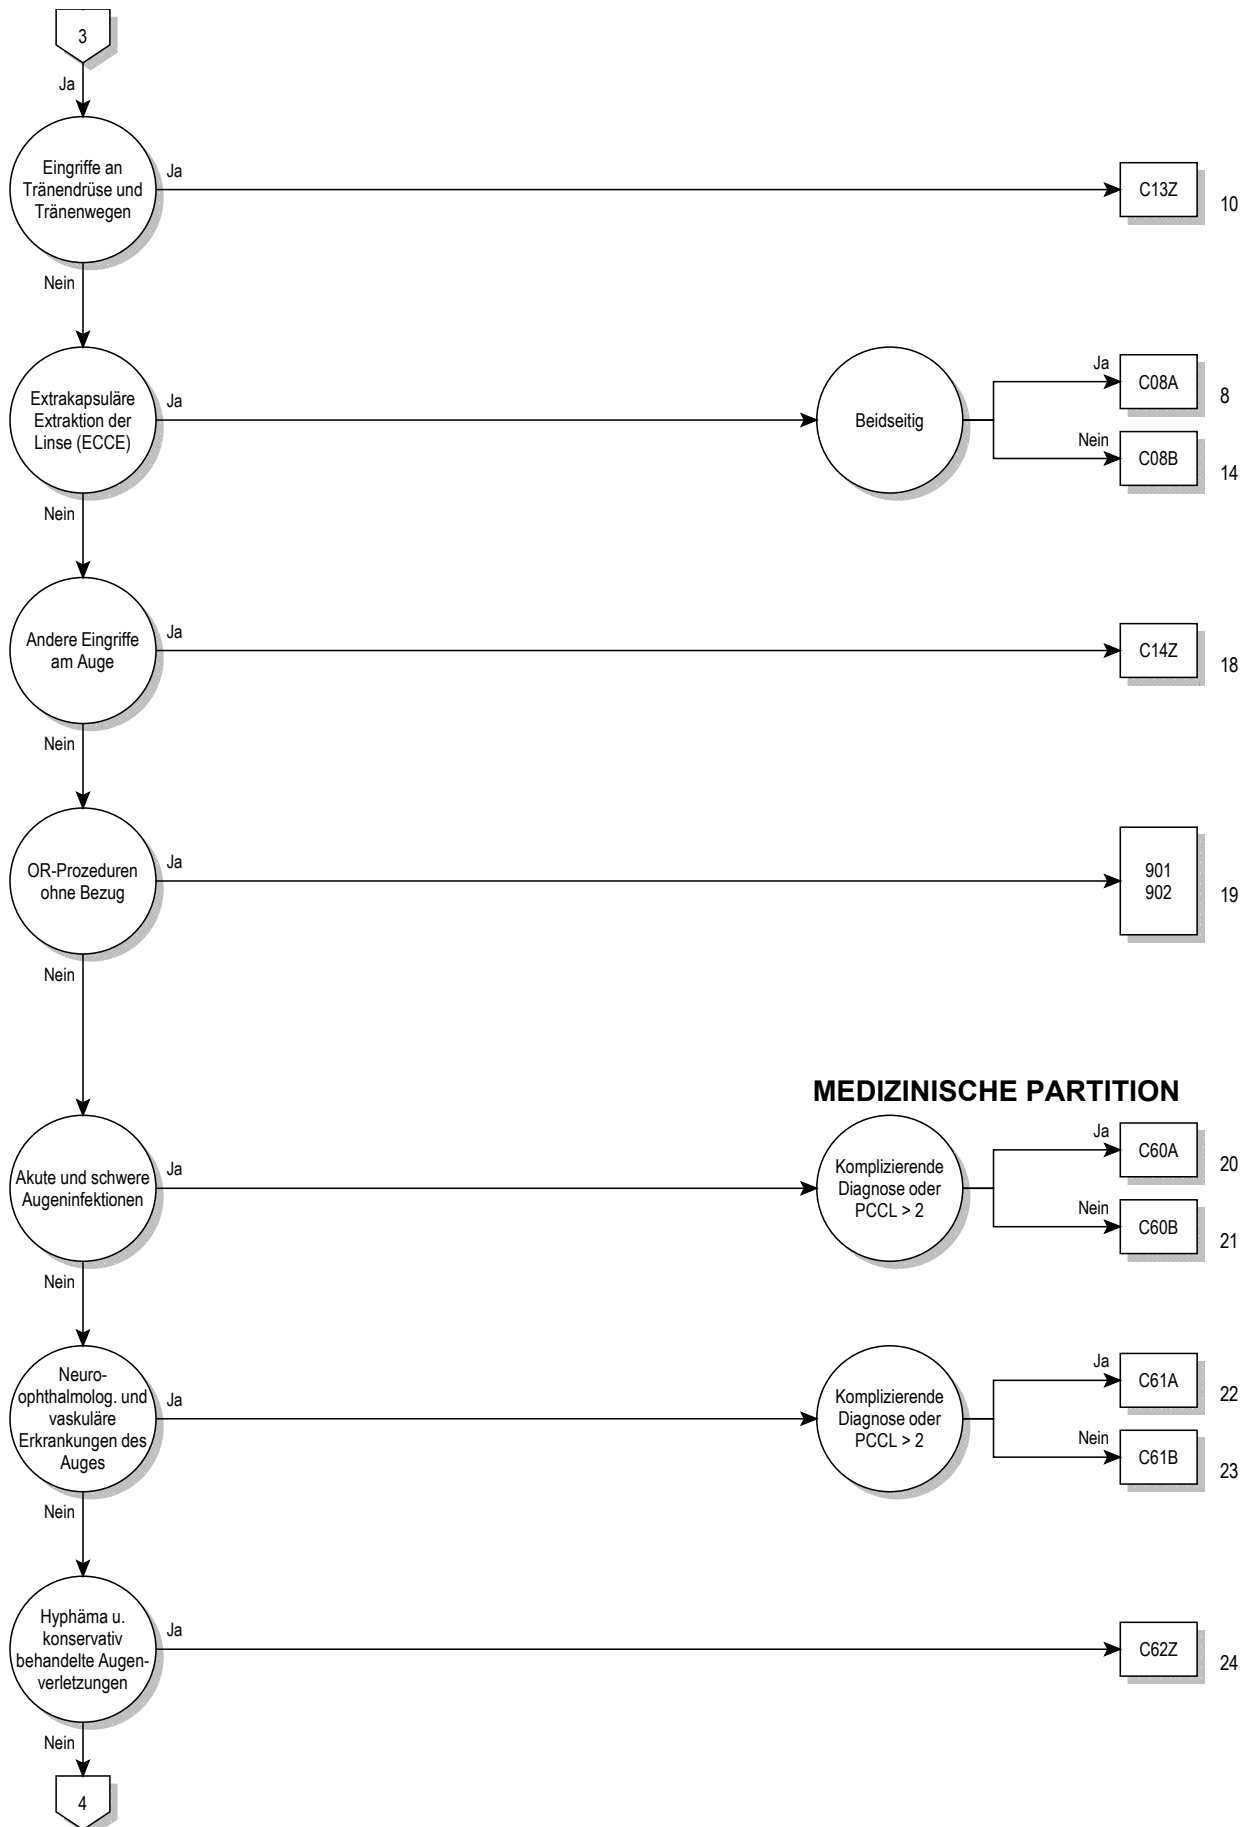 3
Ja
Eingriffe an
Tränendrüse und
Tränenwegen
Ja
C13Z
10
Nein
Extrakapsuläre
Extraktion der
Linse (ECCE)
Ja
Beidseitig
Ja
C08A
8
Nein
C08B
14
Nein
Andere Eingriffe
am Auge
Ja
C14Z
18
Nein
OR-Prozeduren
ohne Bezug
Ja
901
902
19
Nein
MEDIZINISCHE PARTITION
Akute und schwere
Augeninfektionen
Ja
Komplizierende
Diagnose oder
PCCL > 2
Ja
C60A
20
Nein
C60B
21
Nein
Neuro-
ophthalmolog. und
vaskuläre
Erkrankungen des
Auges
Ja
Komplizierende
Diagnose oder
PCCL > 2
Ja
C61A
22
Nein
C61B
23
Nein
Hyphäma u.
konservativ
behandelte Augen-
verletzungen
Ja
C62Z
24
Nein
4